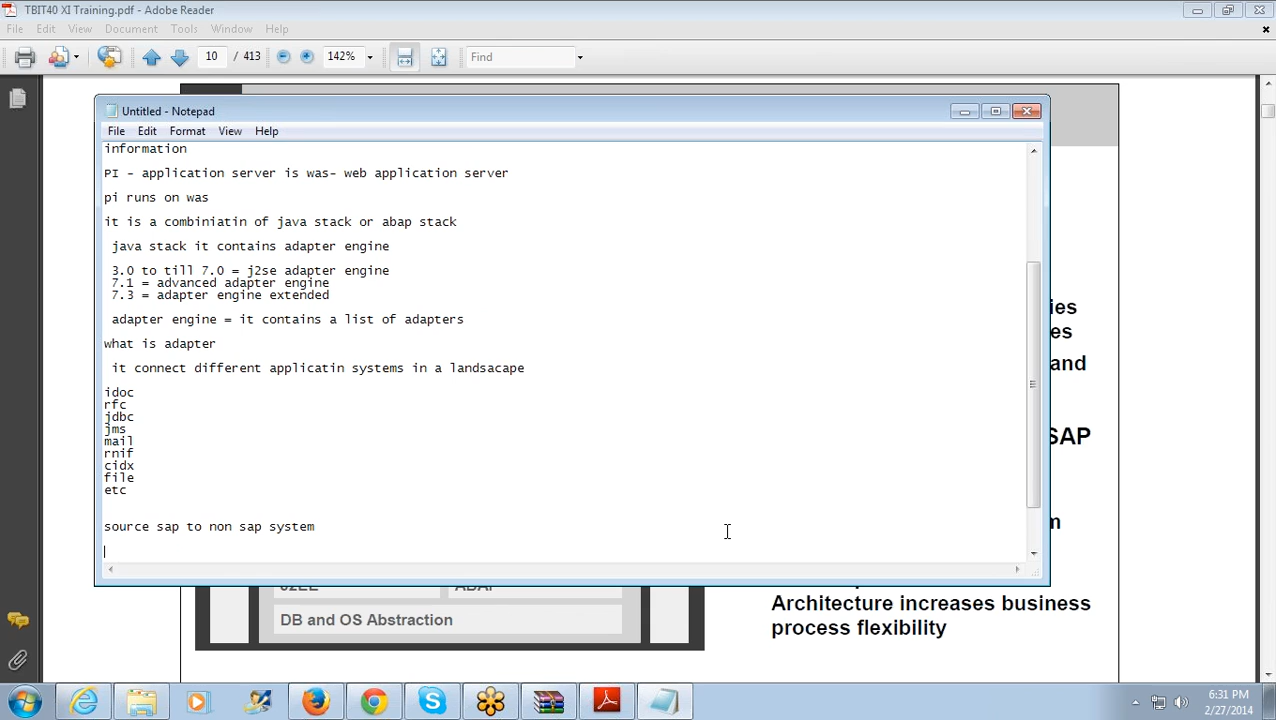 TBIT40 XI Training.pdf - Adobe Reader
File Edit View Document Tools Window Help
10 / 413 142% Find
Untitled - Notepad
File Edit Format View Help
information
PI - application server is was- web application server
pi runs on was
it is a combiniatin of java stack or abap stack
java stack it contains adapter engine
3.0 to till 7.0 = j2se adapter engine
7.1 = advanced adapter engine
7.3 = adapter engine extended
adapter engine = it contains a list of adapters
what is adapter
it connect different applicatin systems in a landsacape
idoc
rfc
jdbc
jms
mail
rnif
cidx
file
etc
source sap to non sap system
ies
es
and
SAP
m
J2EE ABAP
DB and OS Abstraction
Architecture increases business
process flexibility
6:31 PM
2/27/2014